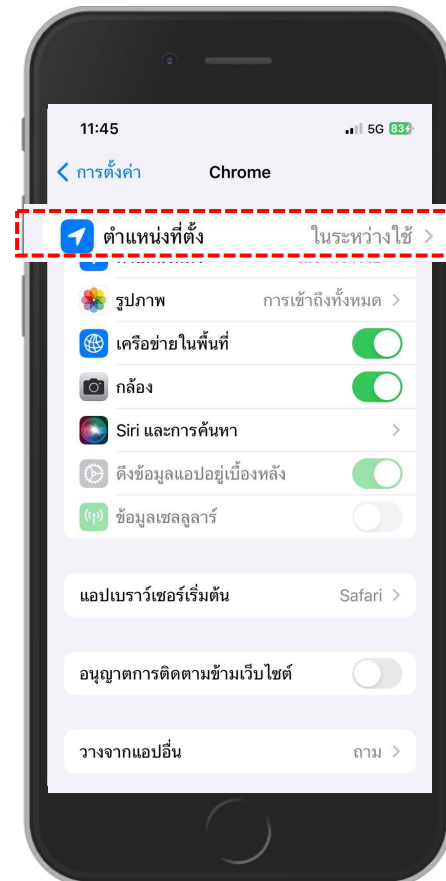 11:45 5G 83
การตั้งค่า Chrome
ตำแหน่งที่ตั้ง ในระหว่างใช้
รูปภาพ การเข้าถึงทั้งหมด
เครือข่ายในพื้นที่
กล้อง
Siri และการค้นหา
ดึงข้อมูลแอปอยู่เบื้องหลัง
ข้อมูลเซลลูลาร์
แอปเบราว์เซอร์เริ่มต้น Safari
อนุญาตการติดตามข้ามเว็บไซต์
วางจากแอปอื่น ถาม